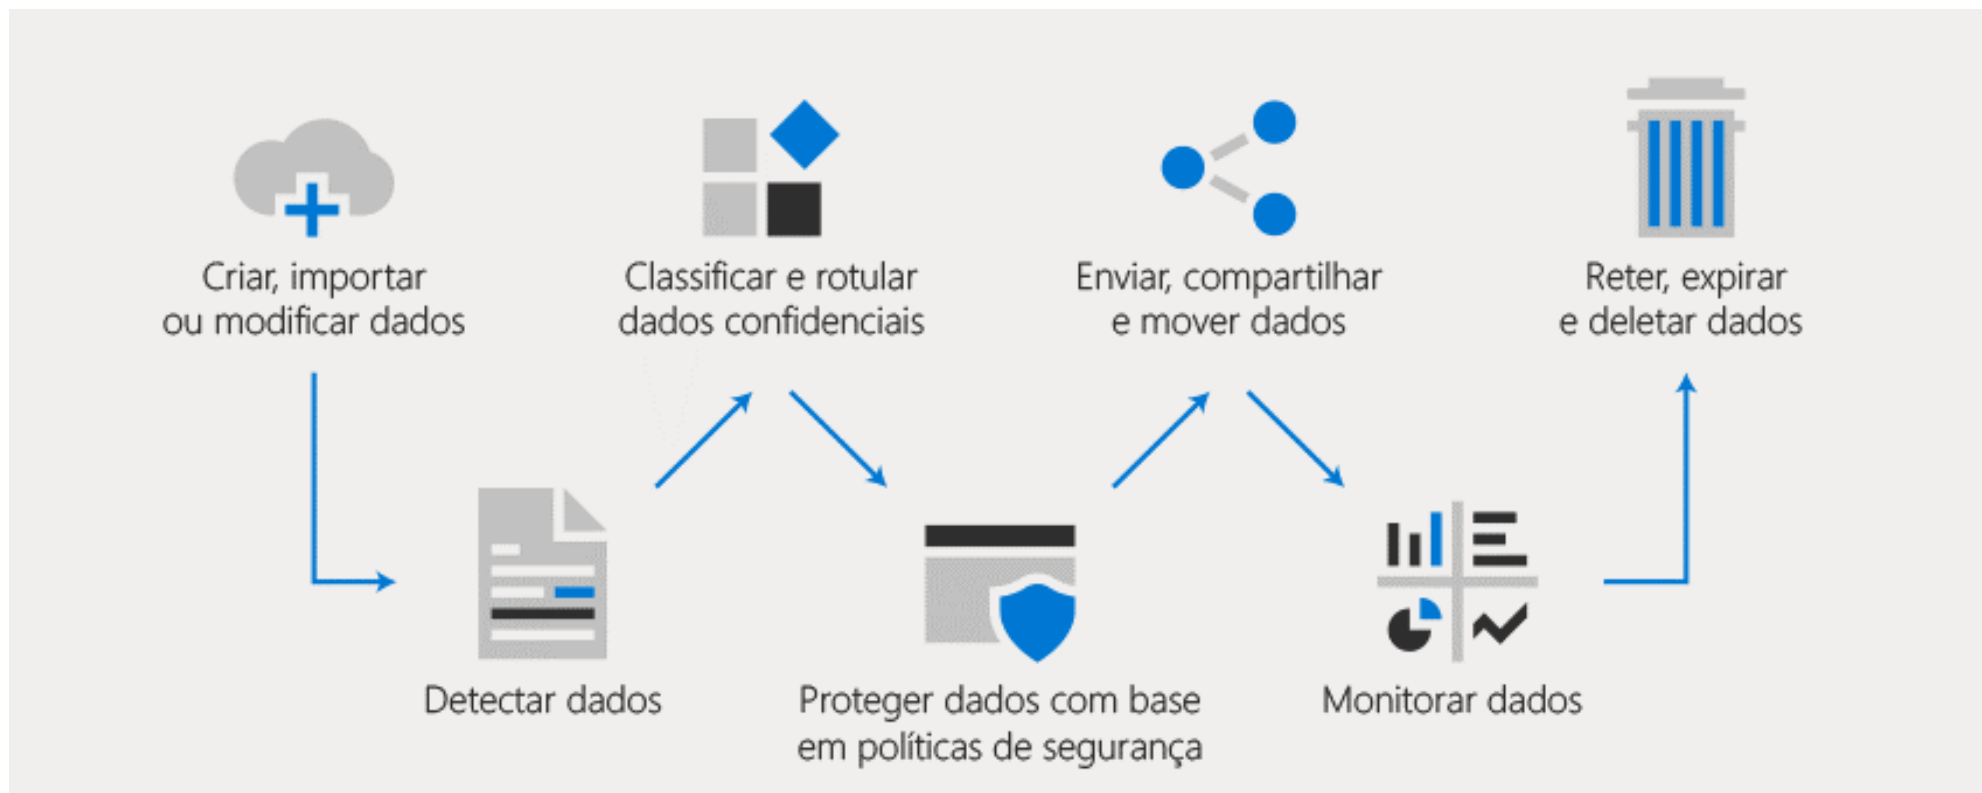 Criar, importar
ou modificar dados
Detectar dados
Classificar e rotular
dados confidenciais
Proteger dados com base
em políticas de segurança
Enviar, compartilhar
e mover dados
Monitorar dados
Reter, expirar
e deletar dados